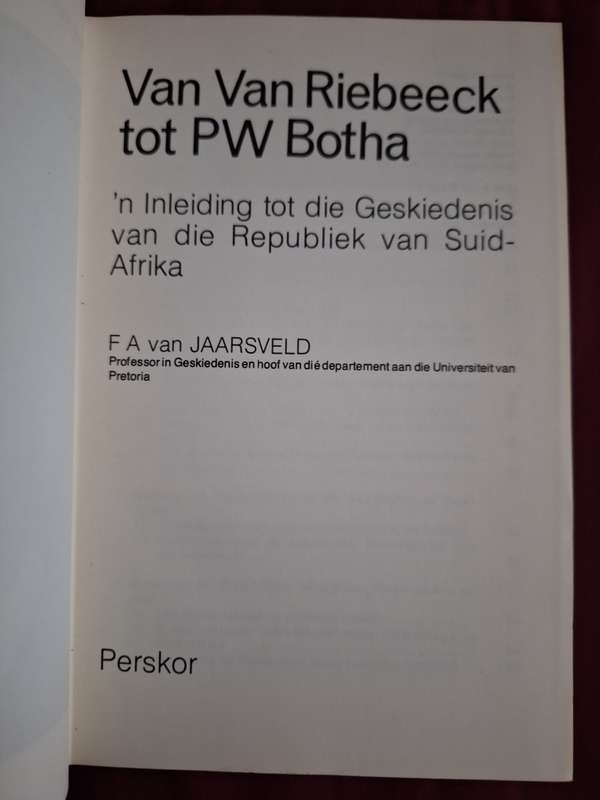 Van Van Riebeeck
tot PW Botha
'n Inleiding tot die Geskiedenis
van die Republiek van Suid-
Afrika
F A van JAARSVELD
Professor in Geskiedenis en hoof van dié departement aan die Universiteit van
Pretoria
Perskor